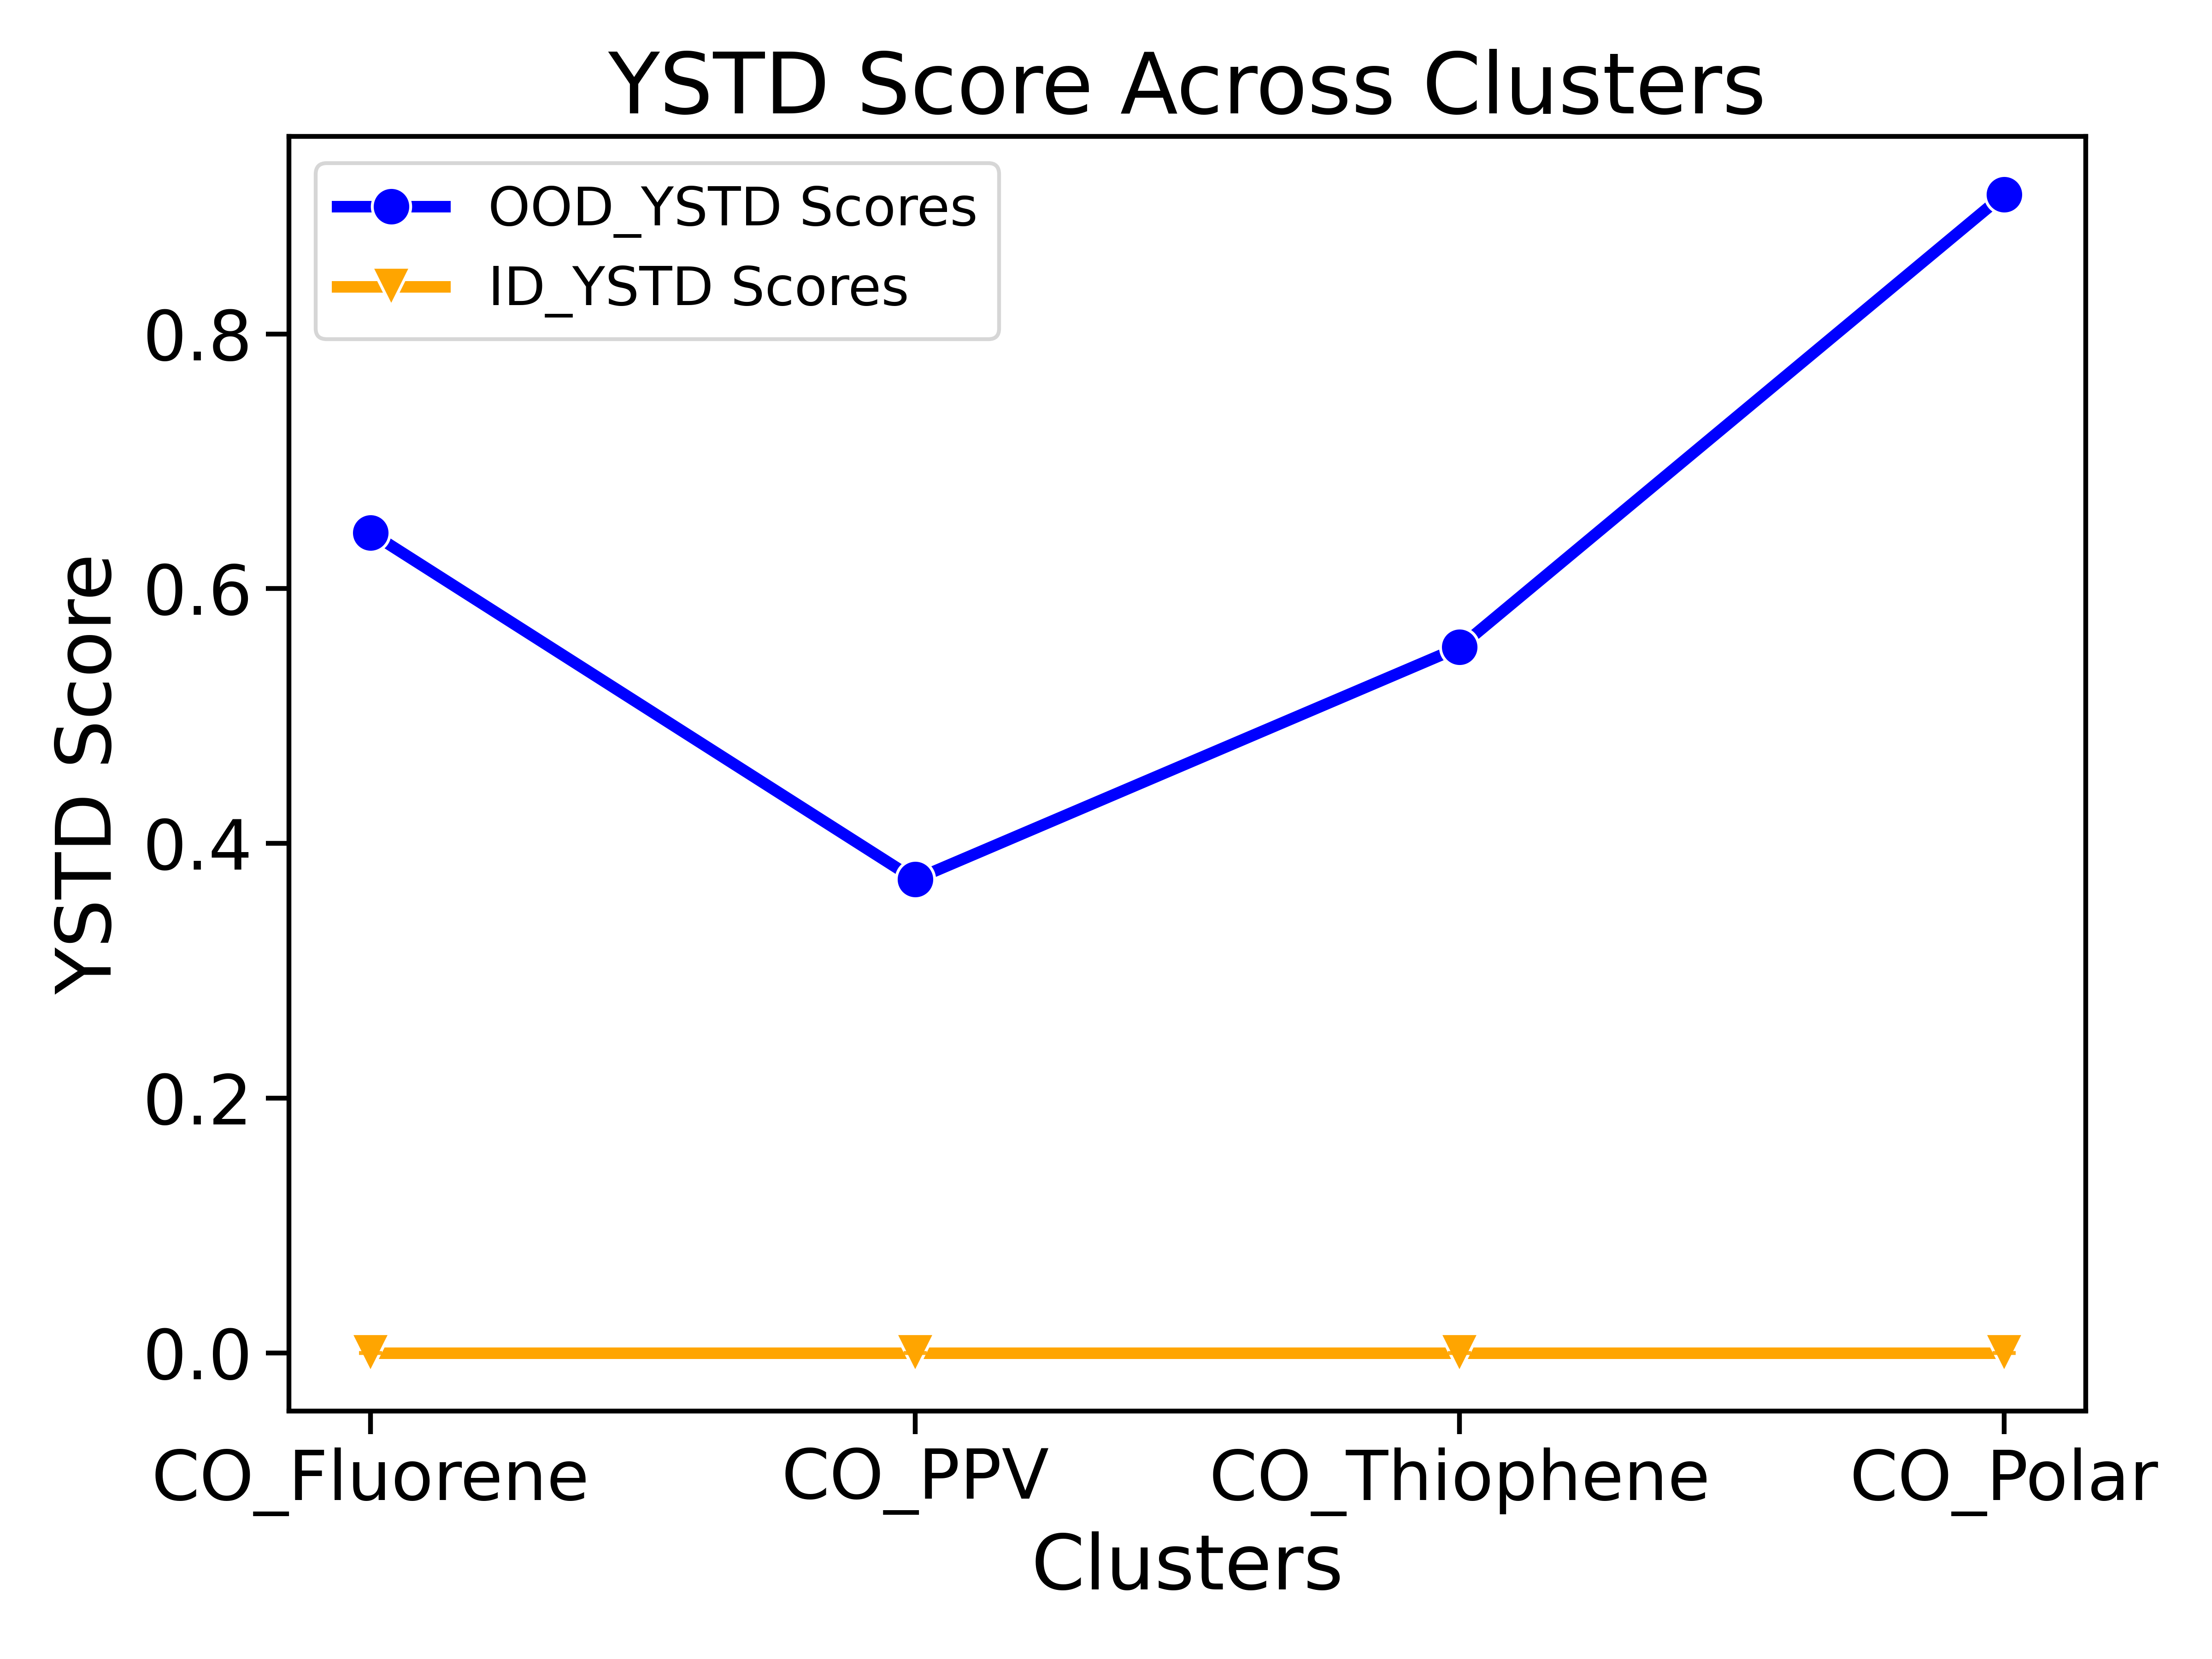 YSTD Score Across Clusters
OOD_YSTD Scores
ID_YSTD Scores
YSTD Score
0.8
0.6
0.4
0.2
0.0
CO_Fluorene CO_PPV CO_Thiophene CO_Polar
Clusters